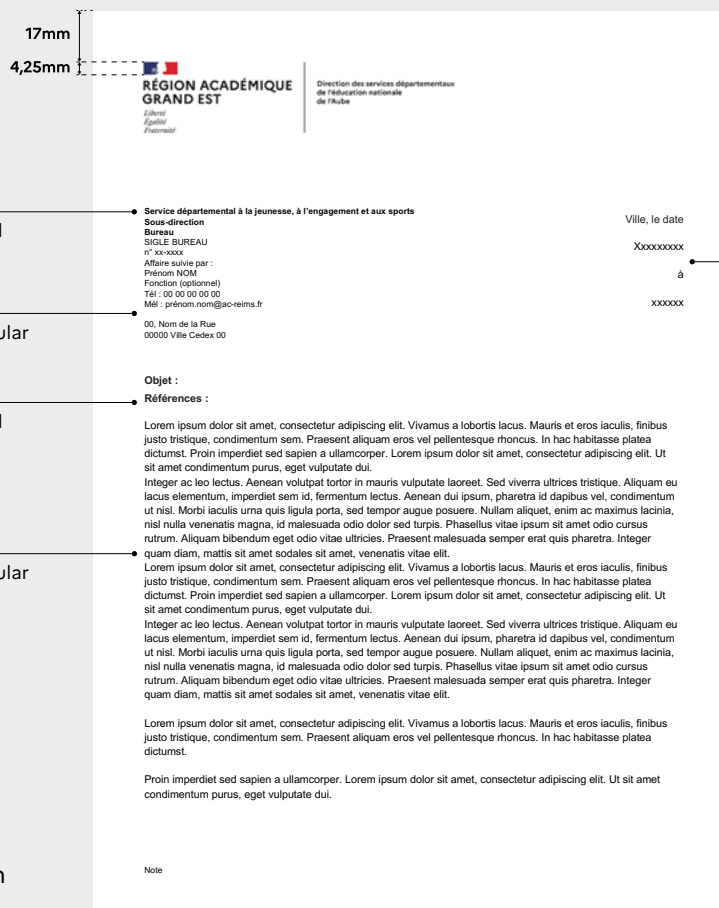 17mm
4,25mm
RÉGION ACADÉMIQUE
GRAND EST
Liberté
Égalité
Fraternité
Direction des services départementaux
de l'éducation nationale
de l'Aube
Service départemental à la jeunesse, à l'engagement et aux sports
Sous-direction
Bureau
SIGLE BUREAU
n° xx-xxxx
Affaire suivie par :
Prénom NOM
Fonction (optionnel)
Tél : 00 00 00 00 00
Mél : prénom.nom@ac-reims.fr
00, Nom de la Rue
00000 Ville Cedex 00
Ville, le date
Xxxxxxxxx
à
xxxxxx
ular
Objet :
Références :
Lorem ipsum dolor sit amet, consectetur adipiscing elit. Vivamus a lobortis lacus. Mauris et eros iaculis, finibus
justo tristique, condimentum sem. Praesent aliquam eros vel pellentesque rhoncus. In hac habitasse platea
dictumst. Proin imperdiet sed sapien a ullamcorper. Lorem ipsum dolor sit amet, consectetur adipiscing elit. Ut
sit amet condimentum purus, eget vulputate dui.
Integer ac leo lectus. Aenean volutpat tortor in mauris vulputate laoreet. Sed viverra ultrices tristique. Aliquam eu
lacus elementum, imperdiet sem id, fermentum lectus. Aenean dui ipsum, pharetra id dapibus vel, condimentum
ut nisl. Morbi iaculis urna quis ligula porta, sed tempor augue posuere. Nullam aliquet, enim ac maximus lacinia,
nisl nulla venenatis magna, id malesuada odio dolor sed turpis. Phasellus vitae ipsum sit amet odio cursus
rutrum. Aliquam bibendum eget odio vitae ultricies. Praesent malesuada semper erat quis pharetra. Integer
quam diam, mattis sit amet sodales sit amet, venenatis vitae elit.
ular
Lorem ipsum dolor sit amet, consectetur adipiscing elit. Vivamus a lobortis lacus. Mauris et eros iaculis, finibus
justo tristique, condimentum sem. Praesent aliquam eros vel pellentesque rhoncus. In hac habitasse platea
dictumst. Proin imperdiet sed sapien a ullamcorper. Lorem ipsum dolor sit amet, consectetur adipiscing elit. Ut
sit amet condimentum purus, eget vulputate dui.
Integer ac leo lectus. Aenean volutpat tortor in mauris vulputate laoreet. Sed viverra ultrices tristique. Aliquam eu
lacus elementum, imperdiet sem id, fermentum lectus. Aenean dui ipsum, pharetra id dapibus vel, condimentum
ut nisl. Morbi iaculis urna quis ligula porta, sed tempor augue posuere. Nullam aliquet, enim ac maximus lacinia,
nisl nulla venenatis magna, id malesuada odio dolor sed turpis. Phasellus vitae ipsum sit amet odio cursus
rutrum. Aliquam bibendum eget odio vitae ultricies. Praesent malesuada semper erat quis pharetra. Integer
quam diam, mattis sit amet sodales sit amet, venenatis vitae elit.
Lorem ipsum dolor sit amet, consectetur adipiscing elit. Vivamus a lobortis lacus. Mauris et eros iaculis, finibus
justo tristique, condimentum sem. Praesent aliquam eros vel pellentesque rhoncus. In hac habitasse platea
dictumst.
Proin imperdiet sed sapien a ullamcorper. Lorem ipsum dolor sit amet, consectetur adipiscing elit. Ut sit amet
condimentum purus, eget vulputate dui.
Note